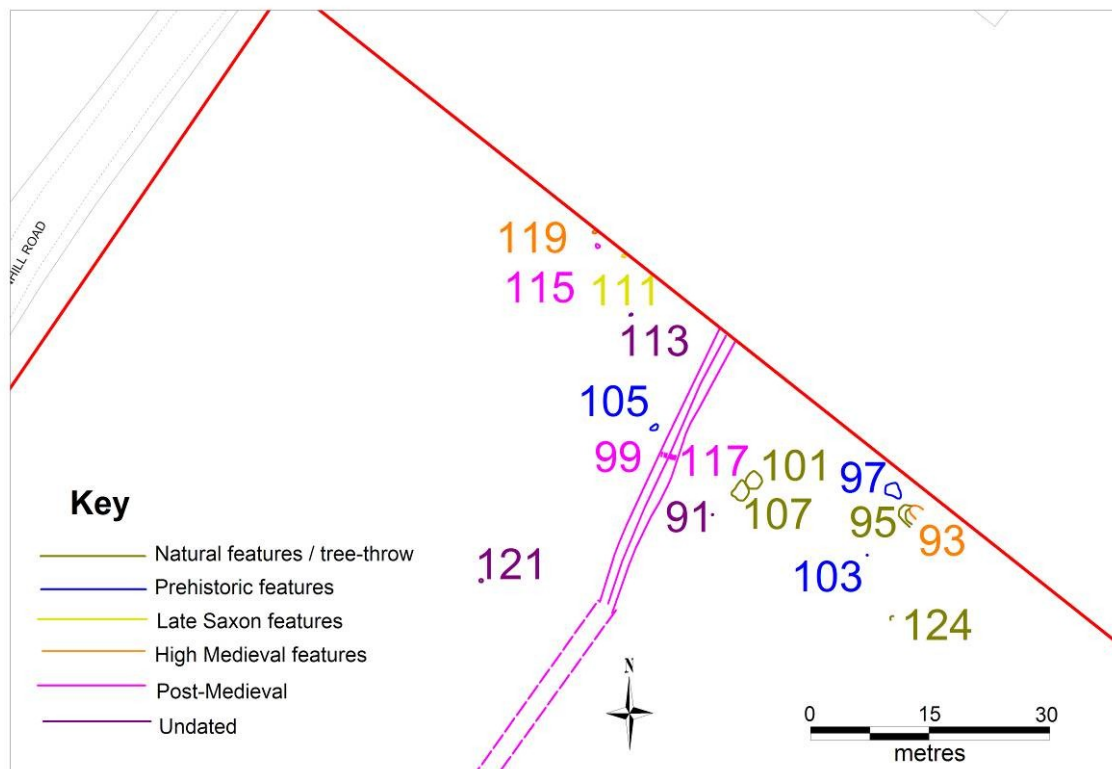 HILL ROAD
119
115
111
113
105
99
117
101
107
91
97
95
93
103
124
121
Key
Natural features / tree-throw
Prehistoric features
Late Saxon features
High Medieval features
Post-Medieval
Undated
N
0 15 30
metres